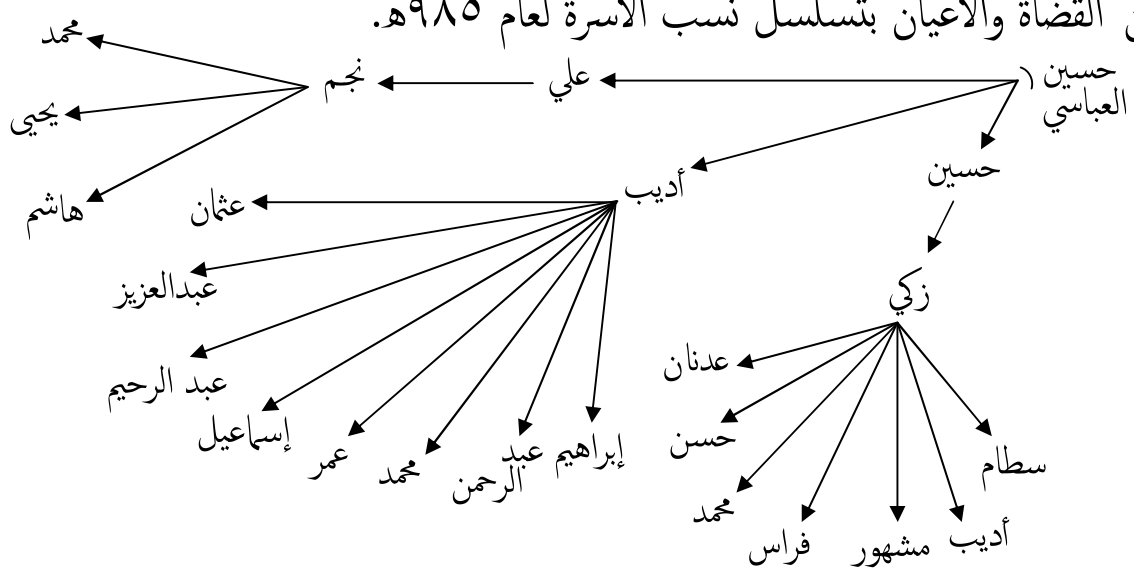 القضاة والأعيان بتسلسل نسب الأسرة لعام ٩٨٥هـ.
حسين
العباسي
علي
نجم
محمد
يحيى
هاشم
حسين
أديب
عثمان
عبدالعزيز
عبد الرحيم
إسماعيل
عمر
محمد
عبد
الرحمن
إبراهيم
زكي
عدنان
حسن
محمد
فراس
مشهور
أديب
سطام